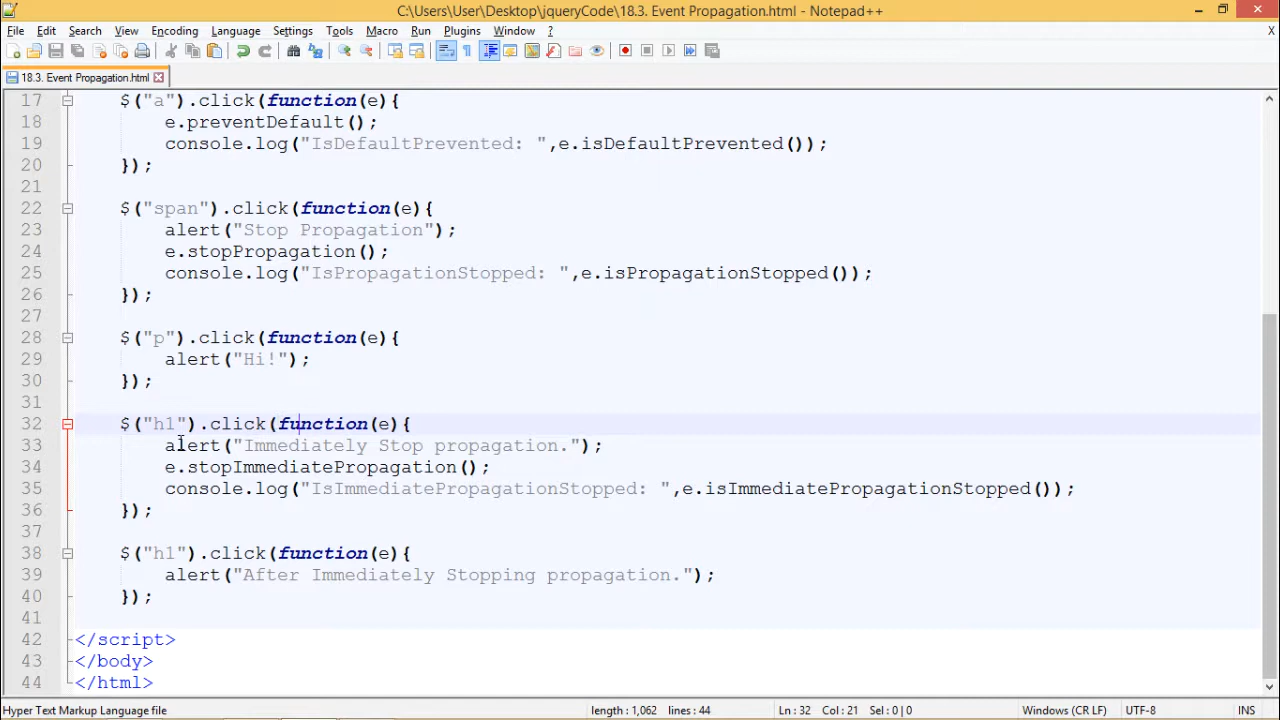 C:\Users\User\Desktop\jqueryCode\18.3. Event Propagation.html - Notepad++
File Edit Search View Encoding Language Settings Tools Macro Run Plugins Window ? X
18.3. Event Propagation.html
17 $("a").click(function(e){
18 e.preventDefault();
19 console.log("IsDefaultPrevented: ",e.isDefaultPrevented());
20 });
21
22 $("span").click(function(e){
23 alert("Stop Propagation");
24 e.stopPropagation();
25 console.log("IsPropagationStopped: ",e.isPropagationStopped());
26 });
27
28 $("p").click(function(e){
29 alert("Hi!");
30 });
31
32 $("h1").click(function(e){
33 alert("Immediately Stop propagation.");
34 e.stopImmediatePropagation();
35 console.log("IsImmediatePropagationStopped: ",e.isImmediatePropagationStopped());
36 });
37
38 $("h1").click(function(e){
39 alert("After Immediately Stopping propagation.");
40 });
41
42 </script>
43 </body>
44 </html>
Hyper Text Markup Language file length : 1,062 lines : 44 Ln : 32 Col : 21 Sel : 0 | 0 Windows (CR LF) UTF-8 INS